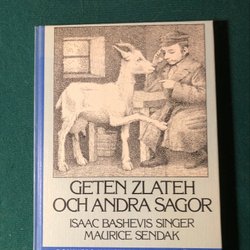 GETEN ZLATEH
OCH ANDRA SAGOR
ISAAC BASHEVIS SINGER
MAURICE SENDAK